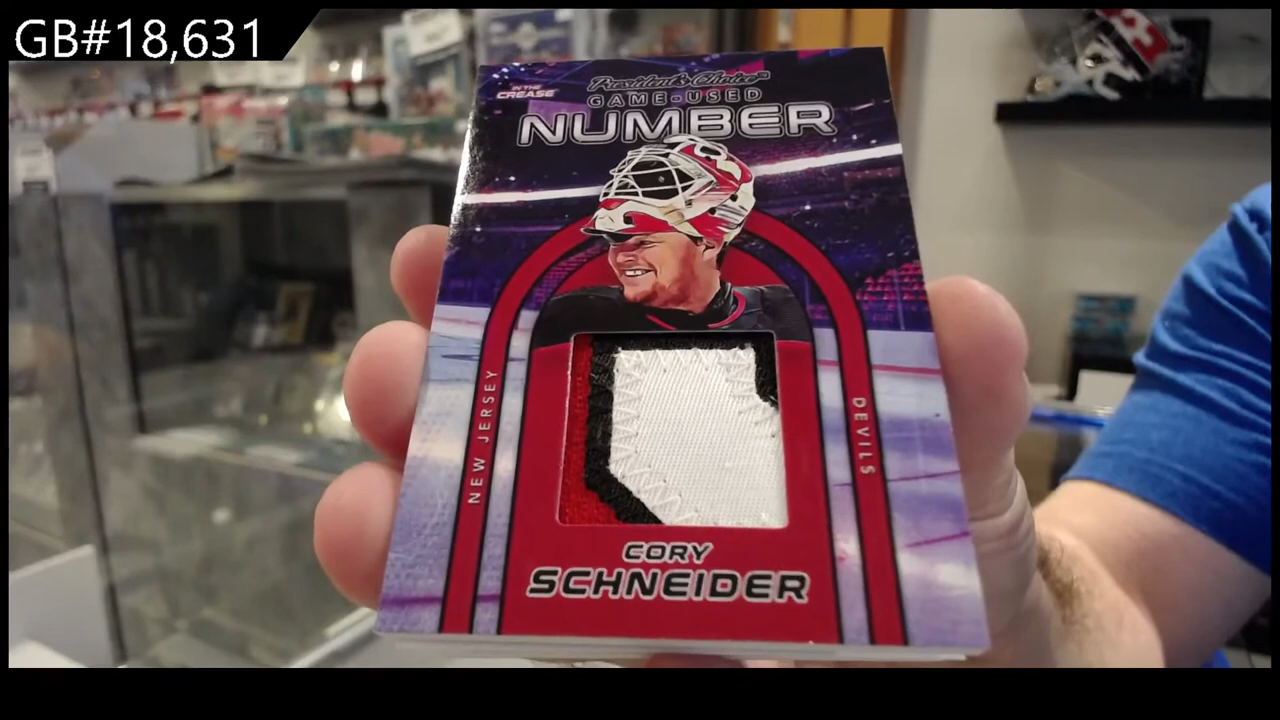 GB#18,631
IN THE
CREASE
President's Choice
GAME-USED
NUMBER
NEW JERSEY
DEVILS
CORY
SCHNEIDER